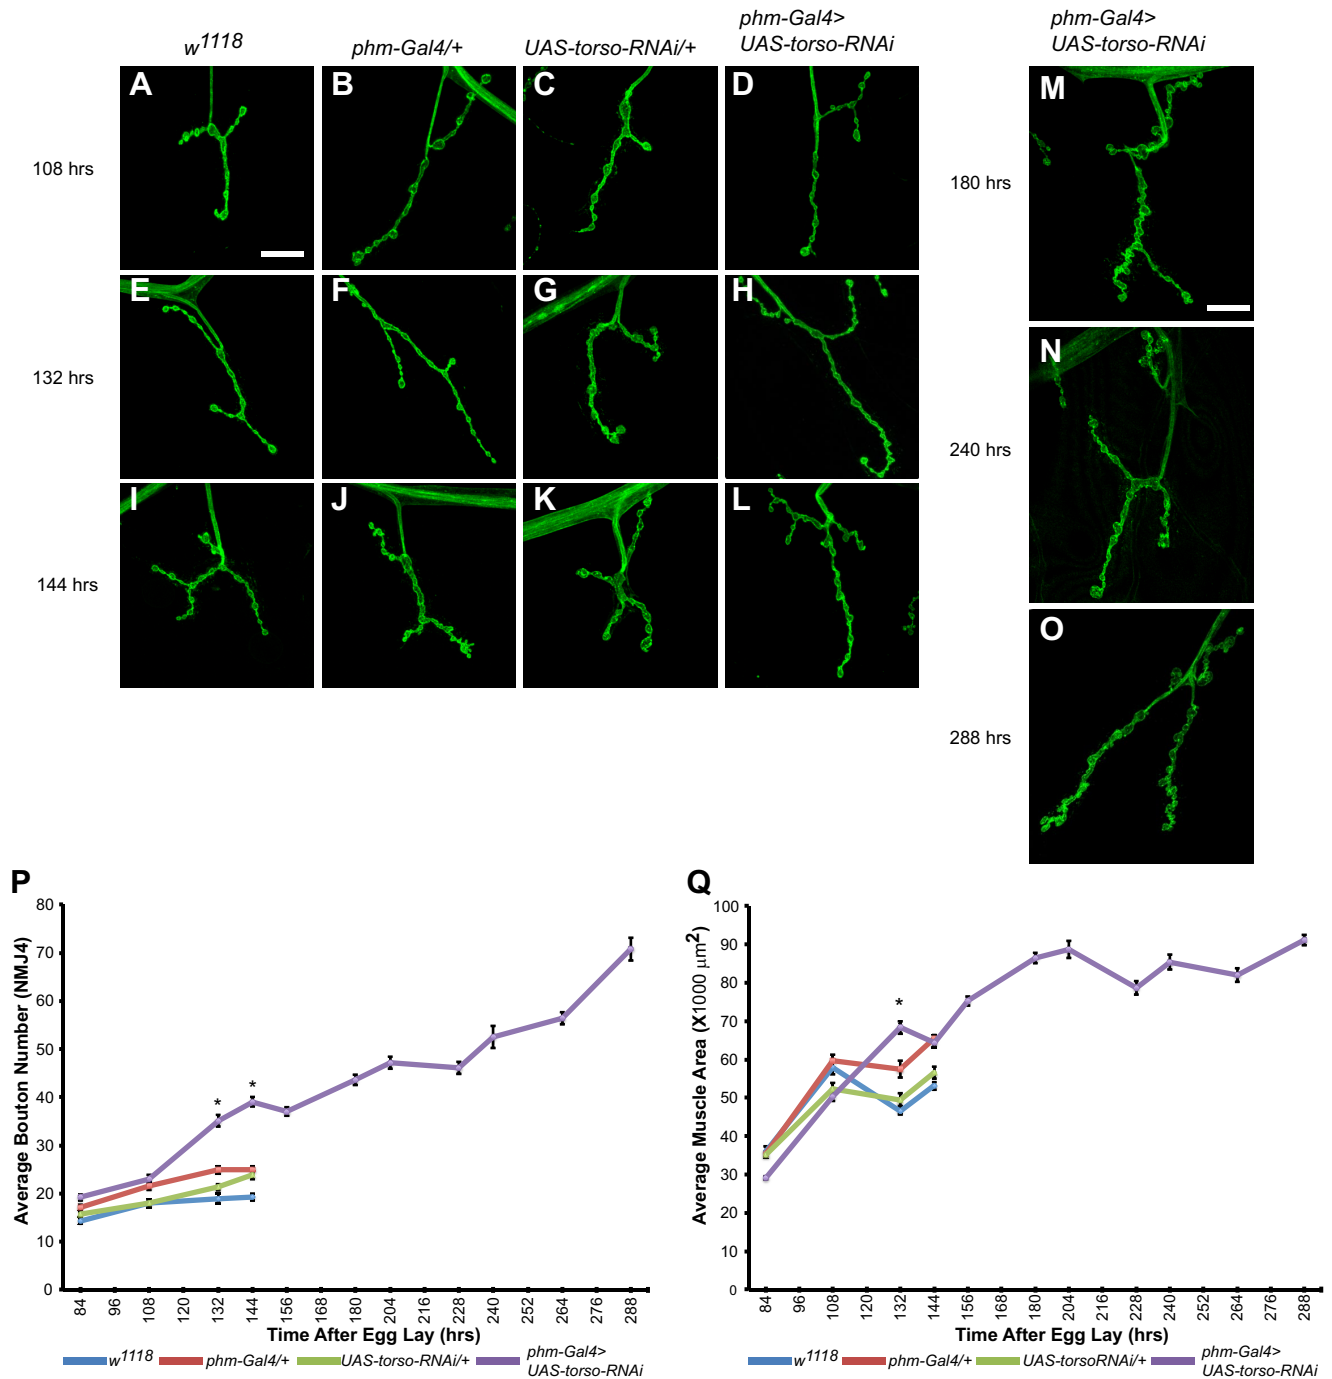 w1118
phm-Gal4/+
UAS-torso-RNAi/+
phm-Gal4>
UAS-torso-RNAi
phm-Gal4>
UAS-torso-RNAi
A
B
C
D
M
108 hrs
180 hrs
E
F
G
H
N
132 hrs
240 hrs
I
J
K
L
O
144 hrs
288 hrs
P
Average Bouton Number (NMJ4)
80
70
60
50
40
30
20
10
0
*
*
84 96 108 120 132 144 156 168 180 204 216 228 240 252 264 276 288
Time After Egg Lay (hrs)
w1118
phm-Gal4/+
UAS-torso-RNAi/+
phm-Gal4>
UAS-torso-RNAi
Q
Average Muscle Area (X1000 µm2)
100
90
80
70
60
50
40
30
20
10
0
*
84 96 108 120 132 144 156 168 180 204 216 228 240 252 264 276 288
Time After Egg Lay (hrs)
w1118
phm-Gal4/+
UAS-torsoRNAi/+
phm-Gal4>
UAS-torso-RNAi